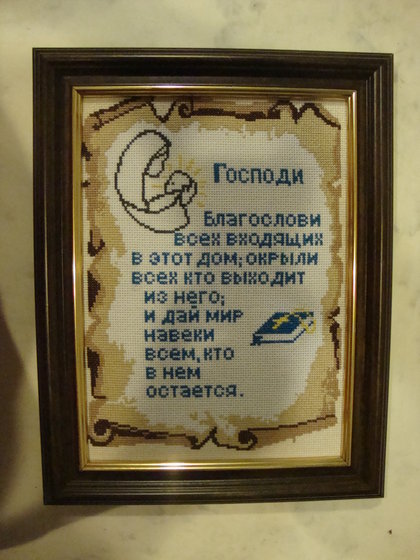 Господи
Благослови
всех входящих
в этот дом; окрыли
всех кто выходит
из него;
и дай мир
навеки
всем, кто
в нем
остается.